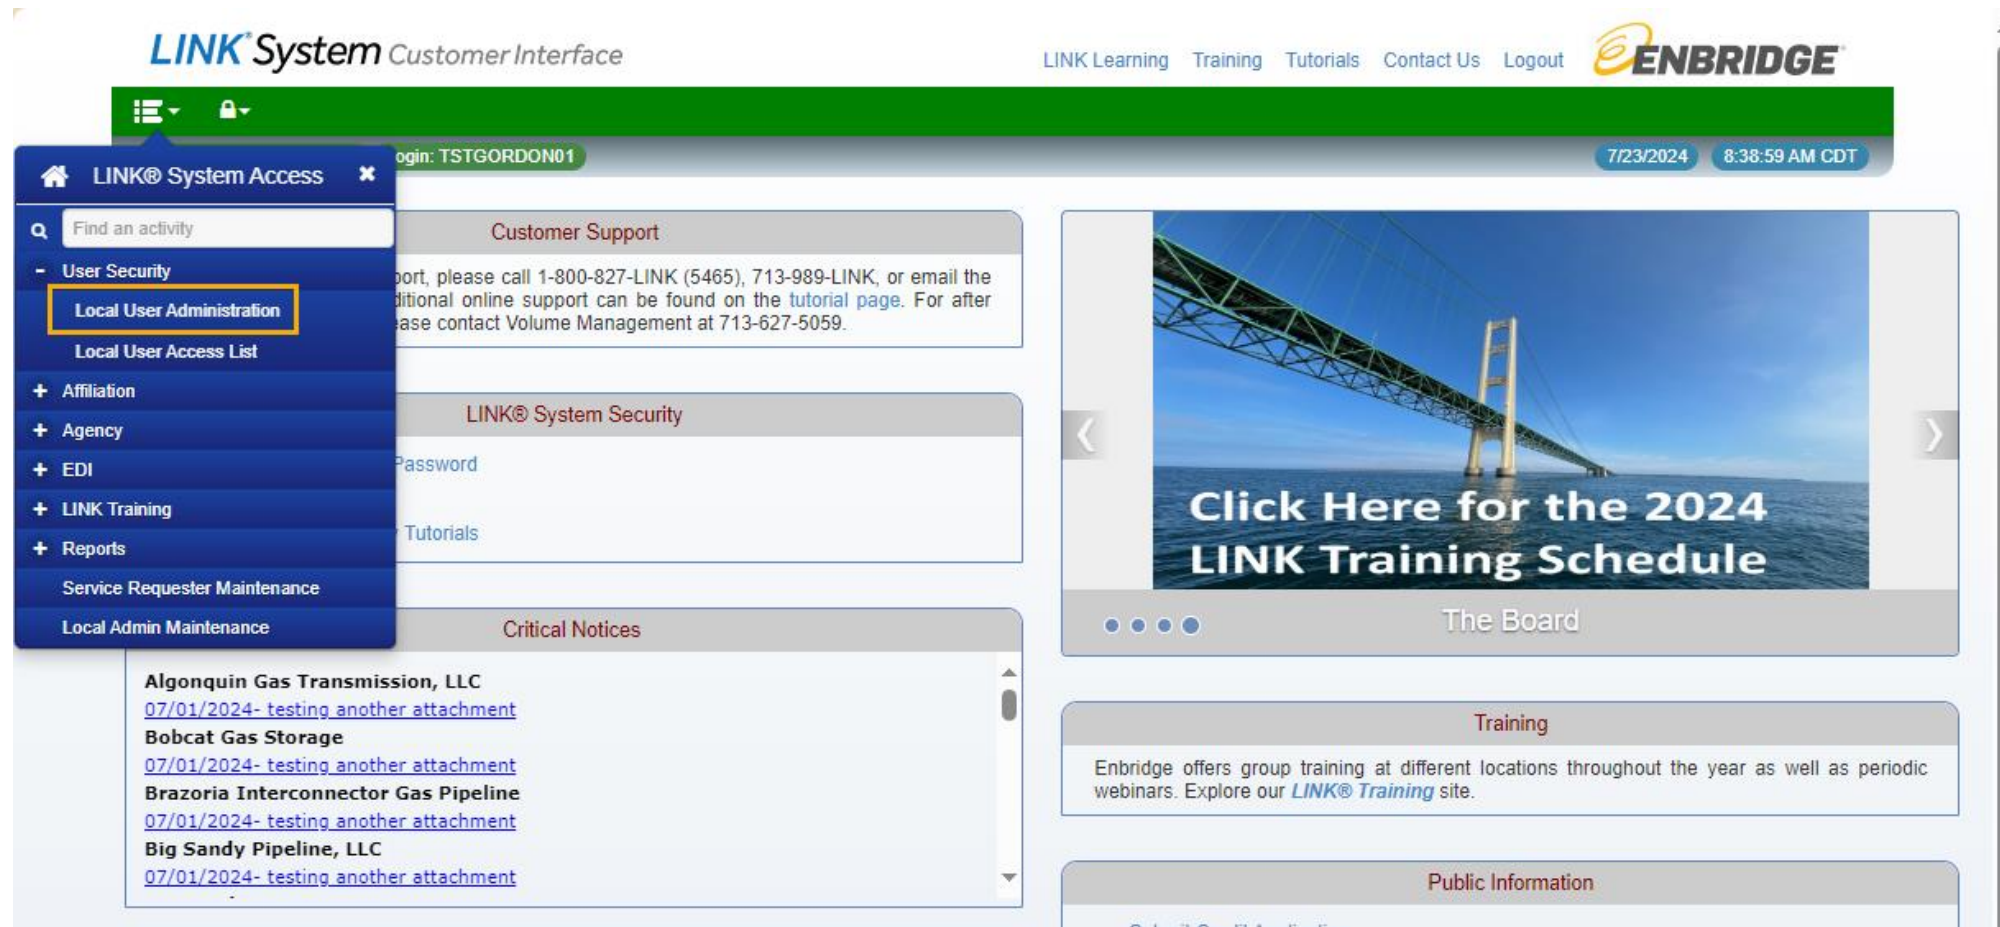 LINK® System Customer Interface
LINK Learning Training Tutorials Contact Us Logout
ENBRIDGE
ogin: TSTGORDON01
7/23/2024 8:38:59 AM CDT
LINK® System Access
Find an activity
User Security
Local User Administration
Local User Access List
Affiliation
Agency
EDI
LINK Training
Reports
Service Requester Maintenance
Local Admin Maintenance
Customer Support
port, please call 1-800-827-LINK (5465), 713-989-LINK, or email the
ditional online support can be found on the tutorial page. For after
ease contact Volume Management at 713-627-5059.
LINK® System Security
Password
Tutorials
Critical Notices
Algonquin Gas Transmission, LLC
07/01/2024- testing another attachment
Bobcat Gas Storage
07/01/2024- testing another attachment
Brazoria Interconnector Gas Pipeline
07/01/2024- testing another attachment
Big Sandy Pipeline, LLC
07/01/2024- testing another attachment
Click Here for the 2024
LINK Training Schedule
The Board
Training
Enbridge offers group training at different locations throughout the year as well as periodic
webinars. Explore our LINK® Training site.
Public Information